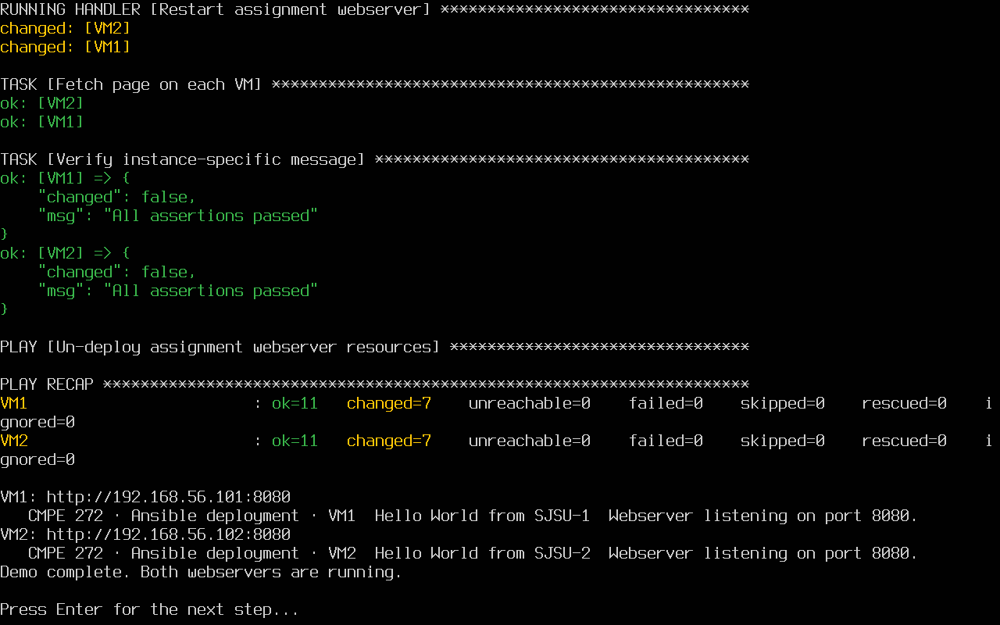 RUNNING HANDLER [Restart assignment webserver] *********************************
changed: [VM2]
changed: [VM1]
TASK [Fetch page on each VM] ***************************************************
ok: [VM2]
ok: [VM1]
TASK [Verify instance-specific message] ****************************************
ok: [VM1] => {
    "changed": false,
    "msg": "All assertions passed"
}
ok: [VM2] => {
    "changed": false,
    "msg": "All assertions passed"
}
PLAY [Un-deploy assignment webserver resources] ********************************
PLAY RECAP *********************************************************************
VM1                        : ok=11   changed=7    unreachable=0    failed=0    skipped=0    rescued=0    i
gnored=0
VM2                        : ok=11   changed=7    unreachable=0    failed=0    skipped=0    rescued=0    i
gnored=0
VM1: http://192.168.56.101:8080
   CMPE 272 · Ansible deployment · VM1  Hello World from SJSU-1  Webserver listening on port 8080.
VM2: http://192.168.56.102:8080
   CMPE 272 · Ansible deployment · VM2  Hello World from SJSU-2  Webserver listening on port 8080.
Demo complete. Both webservers are running.
Press Enter for the next step...